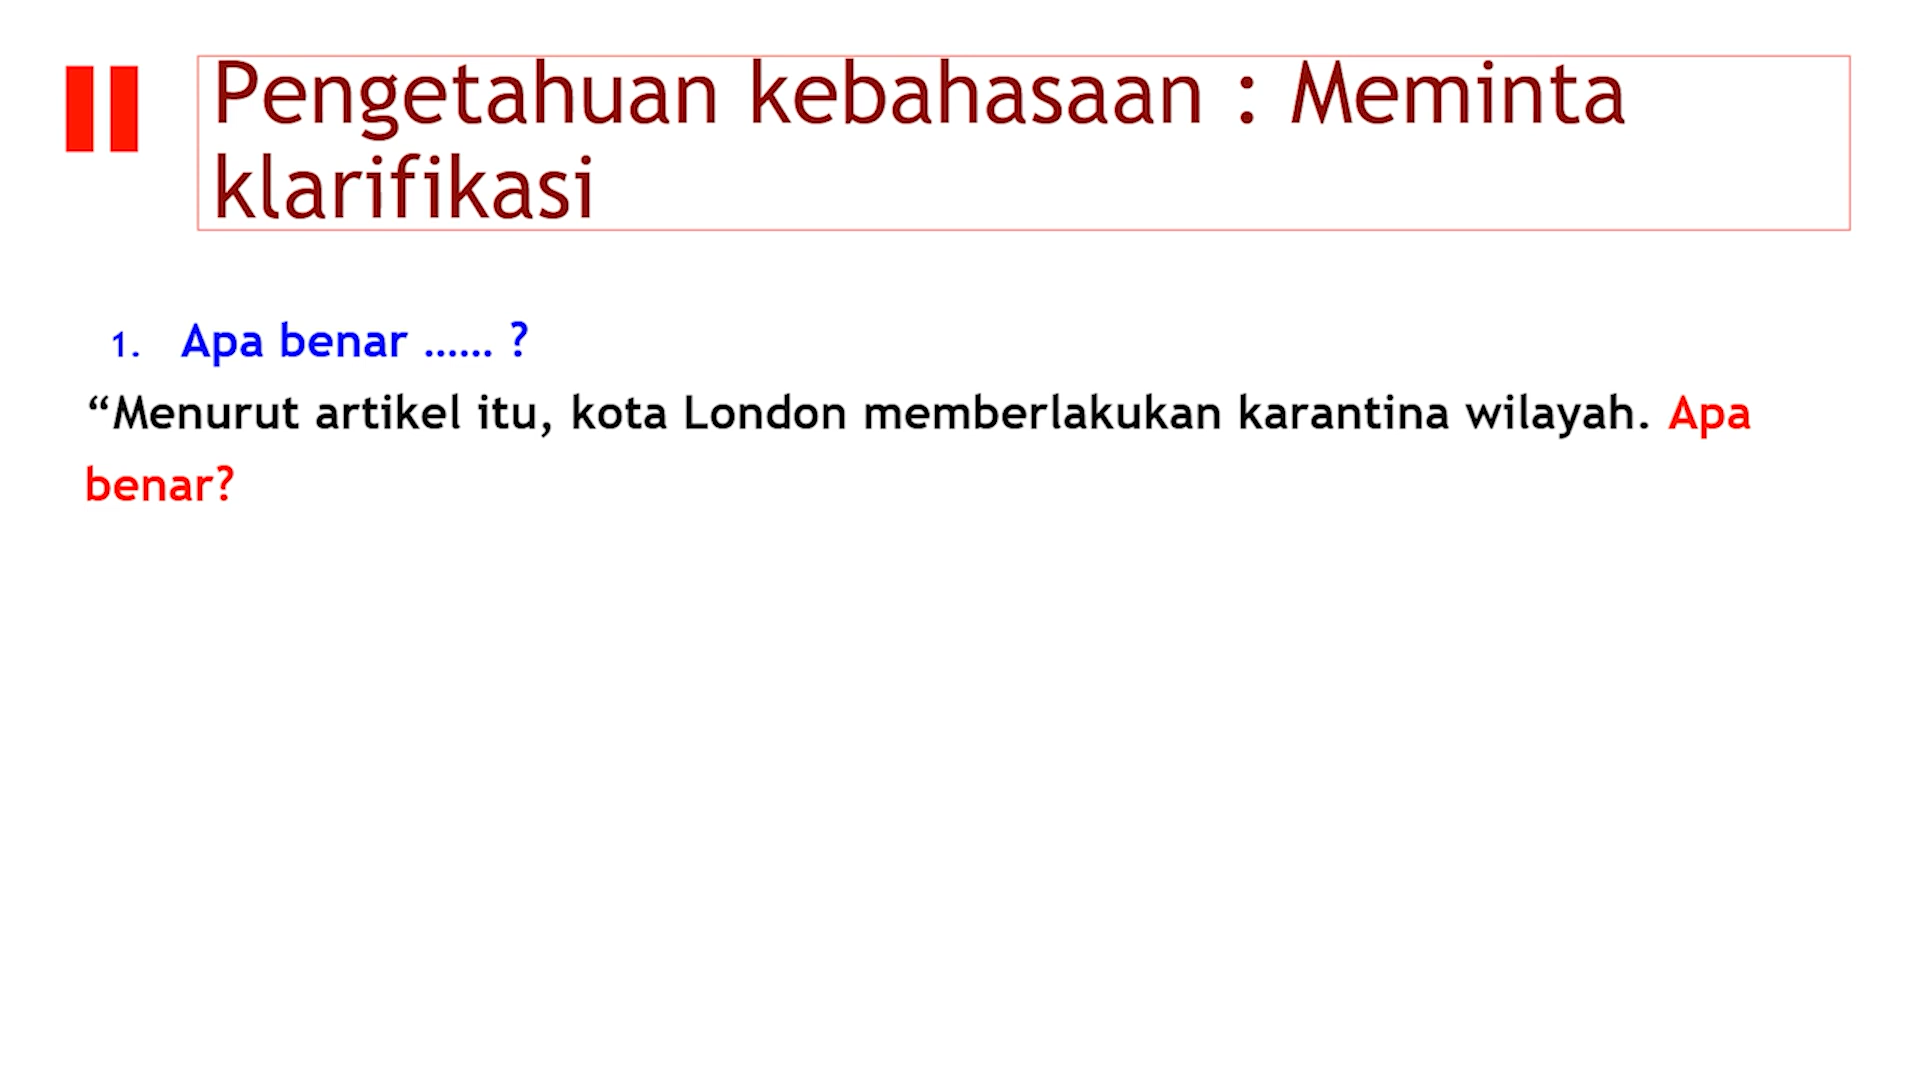 Pengetahuan kebahasaan : Meminta
klarifikasi
1. Apa benar ...... ?
“Menurut artikel itu, kota London memberlakukan karantina wilayah. Apa
benar?